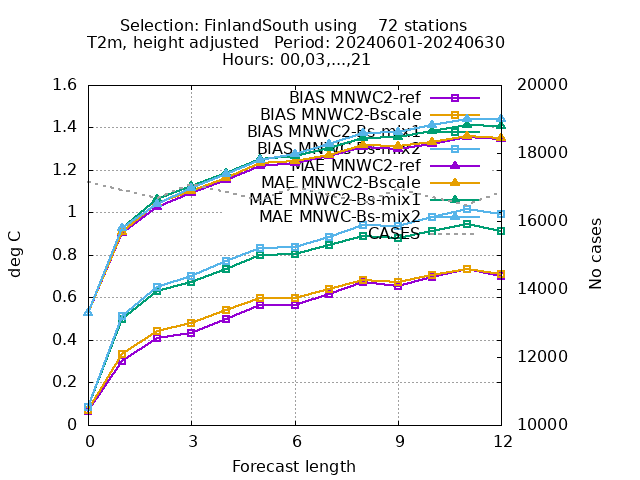 Selection: FinlandSouth using    72 stations
T2m, height adjusted   Period: 20240601-20240630
Hours: 00,03,...,21
BIAS MNWC2-ref
BIAS MNWC2-Bscale
BIAS MNWC2-Bs-mix1
BIAS MNWC-Bs-mix2
MAE MNWC2-ref
MAE MNWC2-Bscale
MAE MNWC2-Bs-mix1
MAE MNWC-Bs-mix2
CASES
deg C
1.6
1.4
1.2
1
0.8
0.6
0.4
0.2
0
No cases
20000
18000
16000
14000
12000
10000
0 3 6 9 12
Forecast length